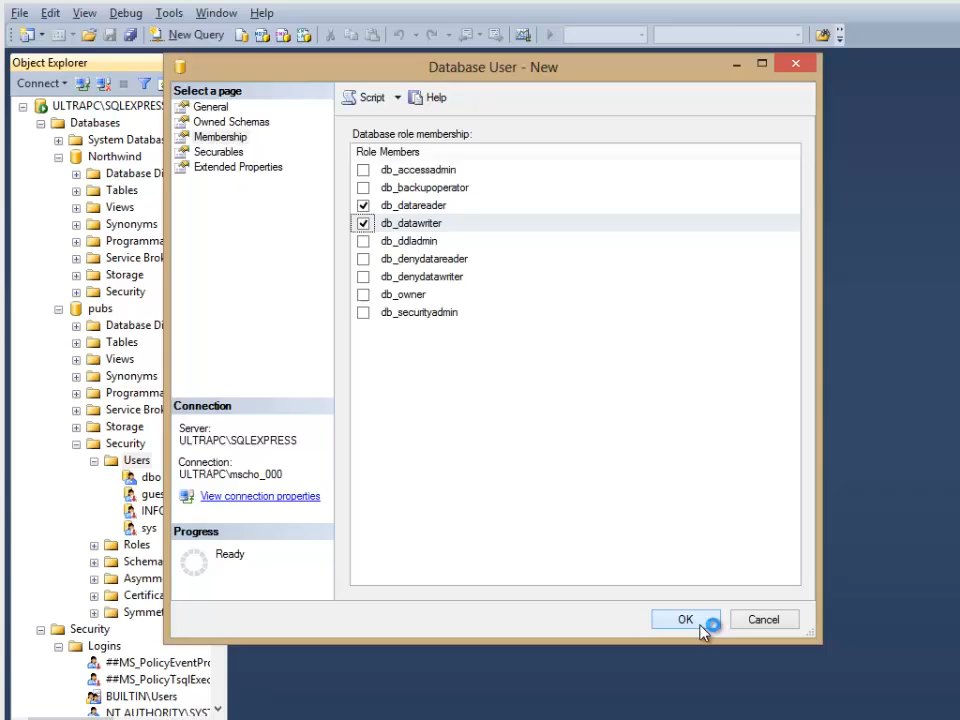 File Edit View Debug Tools Window Help
New Query
Object Explorer
Connect
ULTRAPC\SQLEXPRESS
Databases
System Databas
Northwind
Database Di
Tables
Views
Synonyms
Programma
Service Brok
Storage
Security
pubs
Database Di
Tables
Views
Synonyms
Programma
Service Brok
Storage
Security
Users
dbo
gues
INFO
sys
Roles
Schema
Asymm
Certifica
Symmet
Security
Logins
##MS_PolicyEventPro
##MS_PolicyTsqlExec
BUILTIN\Users
NT AUTHORITY\SYST
Database User - New
Select a page
General
Owned Schemas
Membership
Securables
Extended Properties
Connection
Server:
ULTRAPC\SQLEXPRESS
Connection:
ULTRAPC\mscho_000
View connection properties
Progress
Ready
Script Help
Database role membership:
Role Members
db_accessadmin
db_backupoperator
db_datareader
db_datawriter
db_ddladmin
db_denydatareader
db_denydatawriter
db_owner
db_securityadmin
OK Cancel